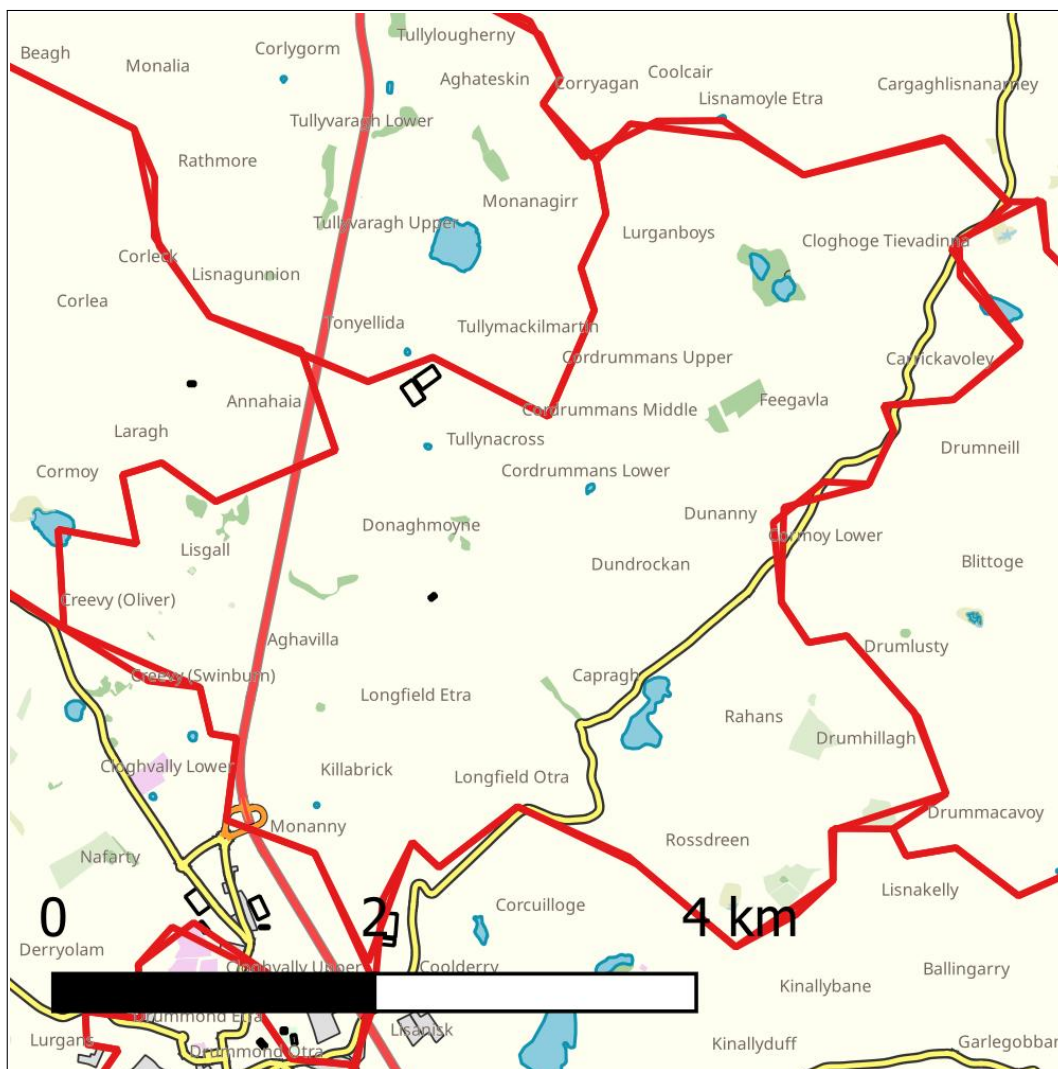 Tullylougherny
Corlygorm
Beagh
Monalia
Coolcair
Aghateskin
Corryagan
Cargaghlisnanarney
Lisnamoyle Etra
Tullyvaragh Lower
Rathmore
Monanagirr
Tullyvaragh Upper
Lurganboys
Cloghoge Tievadinna
Corleck
Lisnagunnion
Corlea
Tonyellida
Tullymackilmartin
Cordrummans Upper
Carrickavoley
Annahaia
Feegavla
Cordrummans Middle
Laragh
Tullynacross
Drumneill
Cormoy
Cordrummans Lower
Dunanny
Donaghmoyne
Cormoy Lower
Lisgall
Dundrockan
Blittoge
Creevy (Oliver)
Aghavilla
Drumlusty
Creevy (Swinburn)
Capragh
Longfield Etra
Rahans
Drumhillagh
Cloghvally Lower
Killabrick
Longfield Otra
Drummacavoy
Monanny
Rossdreen
Nafarty
Lisnakelly
Corcuilloge
0 2 4 km
Derryolam
Cloghvally Upper
Coolderry
Ballingarry
Kinallybane
Drummond Etra
Lisanisk
Lurgans
Kinallyduff
Garlegobban
Drummond Otra